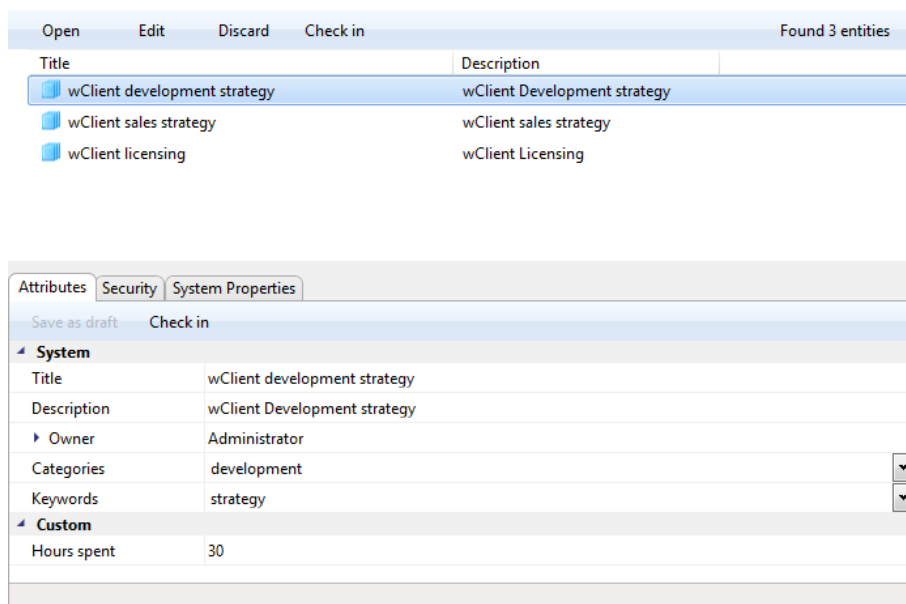 Open Edit Discard Check in Found 3 entities
Title Description
wClient development strategy wClient Development strategy
wClient sales strategy wClient sales strategy
wClient licensing wClient Licensing
Attributes Security System Properties
Save as draft Check in
System
Title wClient development strategy
Description wClient Development strategy
Owner Administrator
Categories development
Keywords strategy
Custom
Hours spent 30